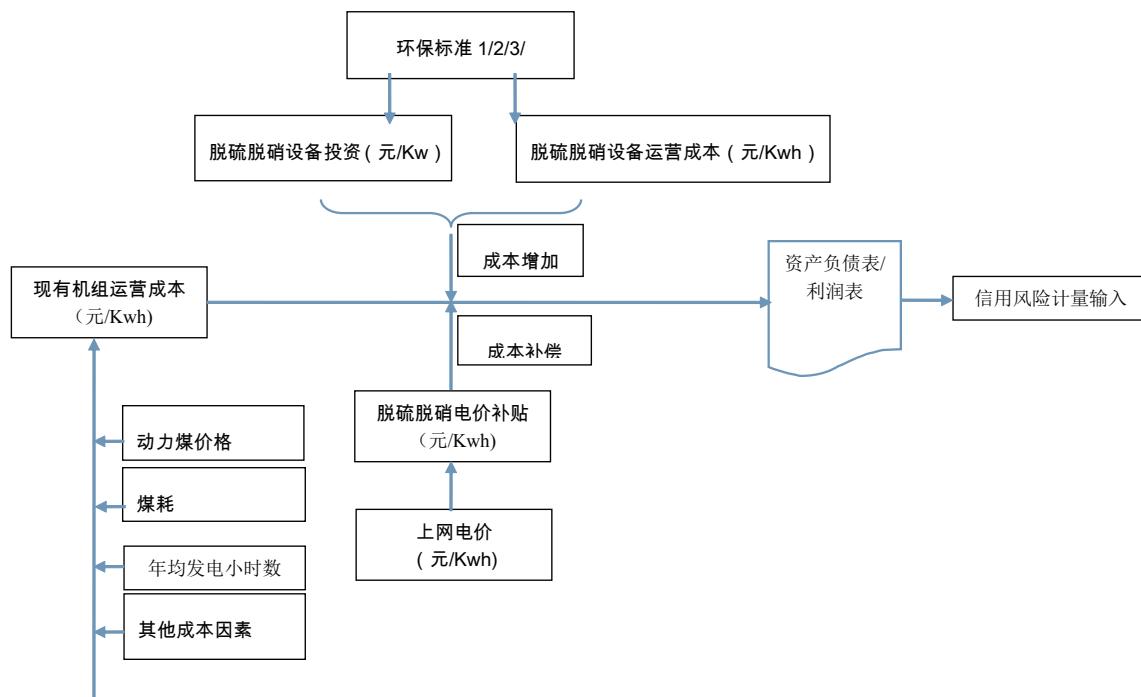 环保标准 1/2/3/
脱硫脱硝设备投资（元/Kw）
脱硫脱硝设备运营成本（元/Kwh）
成本增加
资产负债表/
利润表
信用风险计量输入
现有机组运营成本
（元/Kwh)
成本补偿
脱硫脱硝电价补贴
（元/Kwh)
动力煤价格
煤耗
上网电价
（元/Kwh)
年均发电小时数
其他成本因素